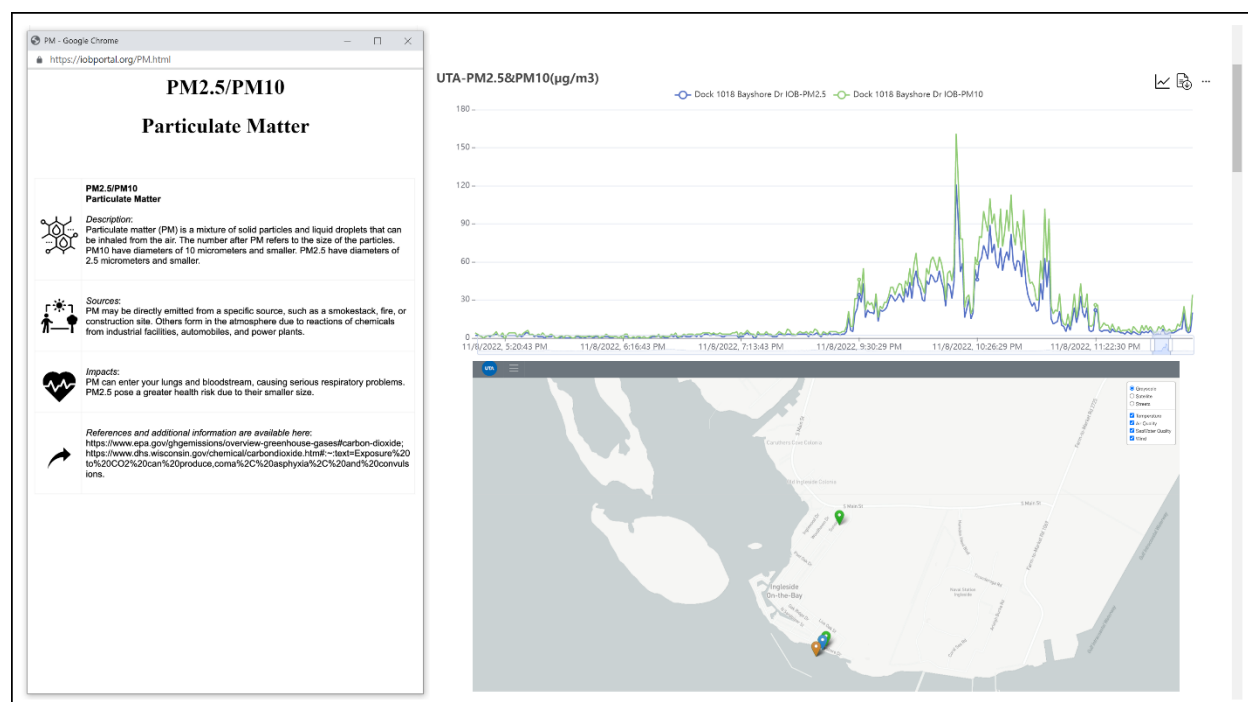 PM - Google Chrome
https://iobportal.org/PM.html
PM2.5/PM10
Particulate Matter
PM2.5/PM10
Particulate Matter
Description:
Particulate matter (PM) is a mixture of solid particles and liquid droplets that can
be inhaled from the air. The number after PM refers to the size of the particles.
PM10 have diameters of 10 micrometers and smaller. PM2.5 have diameters of
2.5 micrometers and smaller.
Sources:
PM may be directly emitted from a specific source, such as a smokestack, fire, or
construction site. Others form in the atmosphere due to reactions of chemicals
from industrial facilities, automobiles, and power plants.
Impacts:
PM can enter your lungs and bloodstream, causing serious respiratory problems.
PM2.5 pose a greater health risk due to their smaller size.
References and additional information are available here:
https://www.epa.gov/ghgemissions/overview-greenhouse-gases#carbon-dioxide;
https://www.dhs.wisconsin.gov/chemical/carbondioxide.htm#:~:text=Exposure%20
to%20CO2%20can%20produce,coma%2C%20asphyxia%2C%20and%20convuls
ions.
UTA-PM2.5&PM10(μg/m3)
Dock 1018 Bayshore Dr IOB-PM2.5
Dock 1018 Bayshore Dr IOB-PM10
180
150
120
90
60
30
0
11/8/2022, 5:20:43 PM
11/8/2022, 6:16:43 PM
11/8/2022, 7:13:43 PM
11/8/2022, 9:30:29 PM
11/8/2022, 10:26:29 PM
11/8/2022, 11:22:30 PM
UTA
Grayscale
Satellite
Streets
Temperature
Air Quality
Wind
S Main St
S Main St
S Main St
Ingleside
On-the-Bay
Naval Station
Ingleside